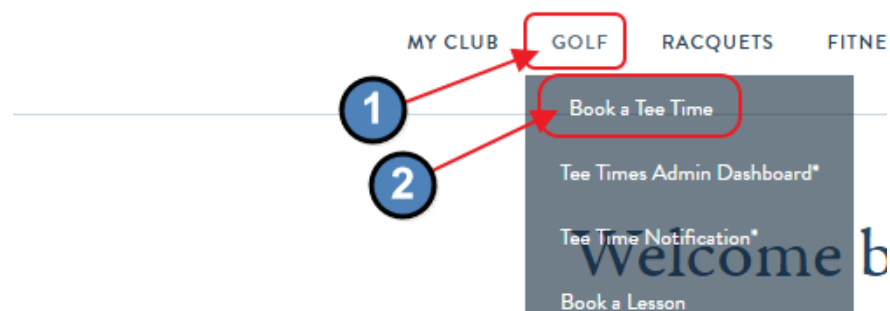 MY CLUB GOLF RACQUETS FITNE
1
Book a Tee Time
2
Tee Times Admin Dashboard*
Tee Time Notification*
Welcome b
Book a Lesson